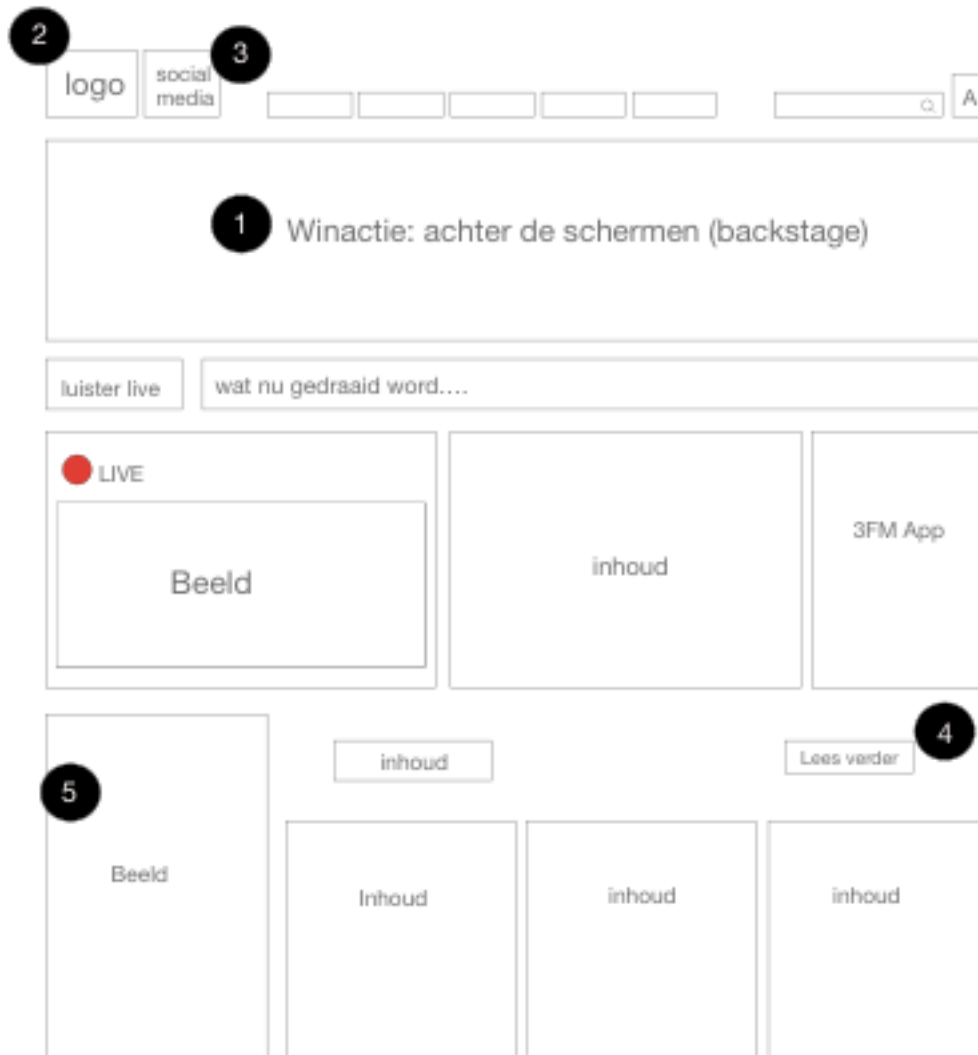 2
3
logo
social
media
A
1
Winactie: achter de schermen (backstage)
luister live
wat nu gedraaid word....
LIVE
Beeld
inhoud
3FM App
4
inhoud
Lees verder
5
Beeld
Inhoud
inhoud
inhoud